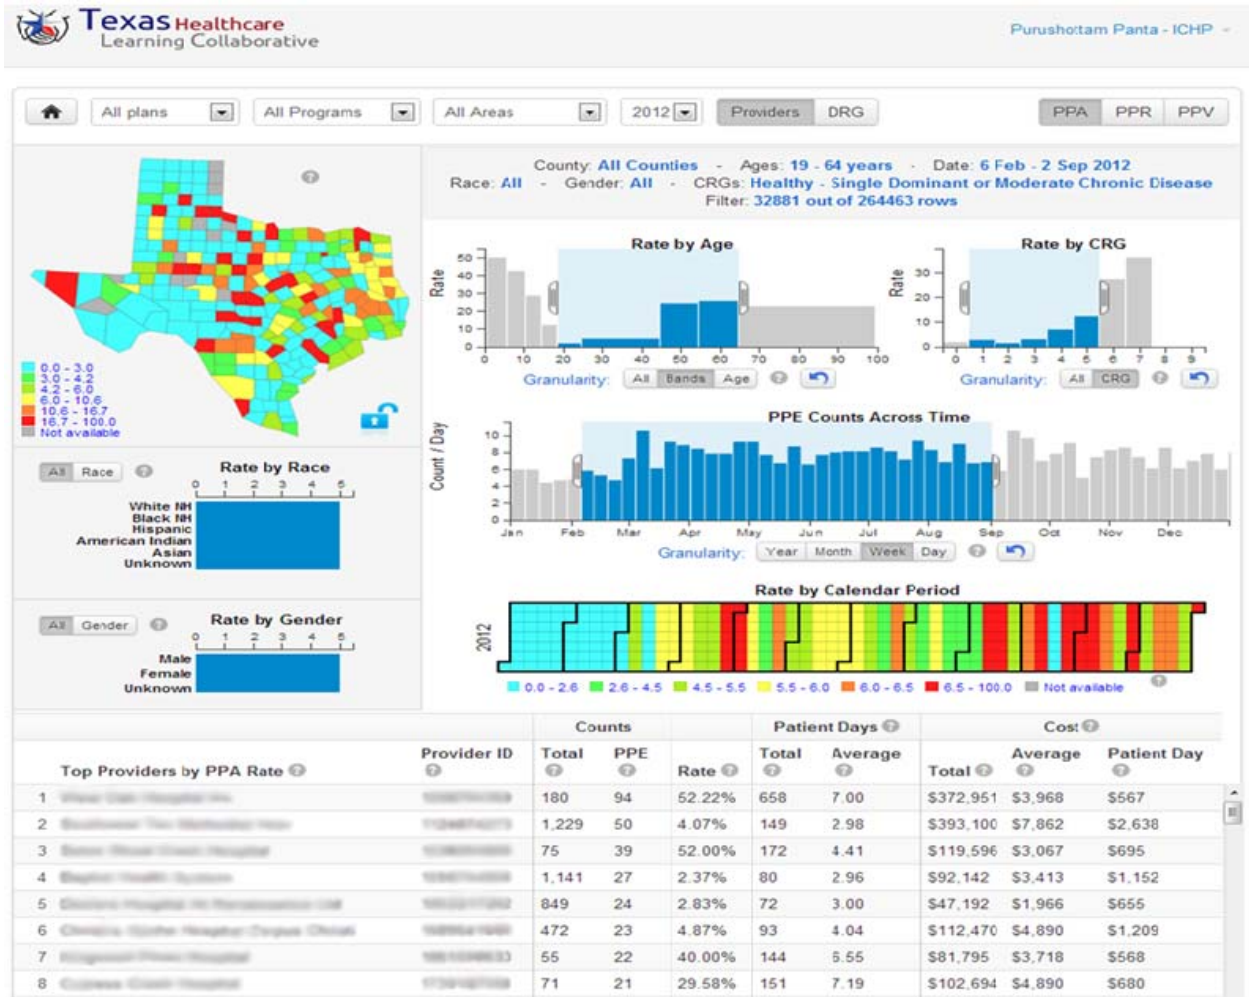 Texas Healthcare
Learning Collaborative
Purushottam Panta - ICHP
All plans All Programs All Areas 2012 Providers DRG PPA PPR PPV
County: All Counties - Ages: 19 - 64 years - Date: 6 Feb - 2 Sep 2012
Race: All - Gender: All - CRGs: Healthy - Single Dominant or Moderate Chronic Disease
Filter: 32881 out of 264463 rows
0.0 - 3.0
3.0 - 4.2
4.2 - 6.0
6.0 - 10.6
10.6 - 16.7
16.7 - 100.0
Not available
Rate by Age
Rate
50
40
30
20
10
0
0 10 20 30 40 50 60 70 80 90 100
Granularity: All Bands Age
Rate by CRG
Rate
30
20
10
0
0 1 2 3 4 5 6 7 8 9
Granularity: All CRG
PPE Counts Across Time
Count / Day
10
8
6
4
2
0
Jan Feb Mar Apr May Jun Jul Aug Sep Oct Nov Dec
Granularity: Year Month Week Day
All Race
Rate by Race
0 1 2 3 4 5
White NH
Black NH
Hispanic
American Indian
Asian
Unknown
All Gender
Rate by Gender
0 1 2 3 4 5
Male
Female
Unknown
Rate by Calendar Period
2012
0.0 - 2.6 2.6 - 4.5 4.5 - 5.5 5.5 - 6.0 6.0 - 6.5 6.5 - 100.0 Not available
Counts Patient Days Cost
Top Providers by PPA Rate Provider ID Total PPE Rate Total Average Total Average Patient Day
1 180 94 52.22% 658 7.00 $372,951 $3,968 $567
2 1,229 50 4.07% 149 2.98 $393,100 $7,862 $2,638
3 75 39 52.00% 172 4.41 $119,596 $3,067 $695
4 1,141 27 2.37% 80 2.96 $92,142 $3,413 $1,152
5 849 24 2.83% 72 3.00 $47,192 $1,966 $655
6 472 23 4.87% 93 4.04 $112,470 $4,890 $1,209
7 55 22 40.00% 144 6.55 $81,795 $3,718 $568
8 71 21 29.58% 151 7.19 $102,694 $4,890 $680